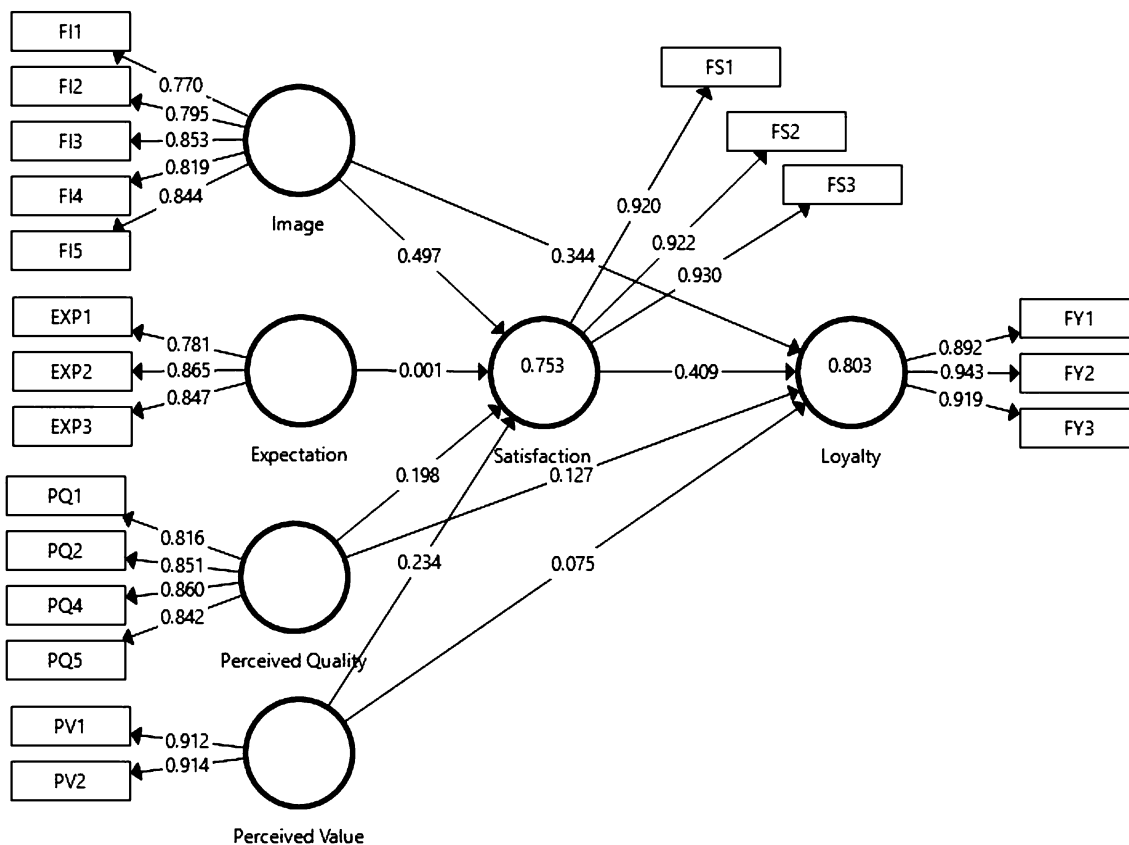 FI1
FI2
FI3
FI4
FI5
0.770
0.795
0.853
0.819
0.844
Image
EXP1
EXP2
EXP3
0.781
0.865
0.847
Expectation
PQ1
PQ2
PQ4
PQ5
0.816
0.851
0.860
0.842
Perceived Quality
PV1
PV2
0.912
0.914
Perceived Value
0.497
0.344
0.001
0.198
0.127
0.234
0.075
FS1
FS2
FS3
0.920
0.922
0.930
0.753
Satisfaction
0.409
0.803
Loyalty
0.892
0.943
0.919
FY1
FY2
FY3